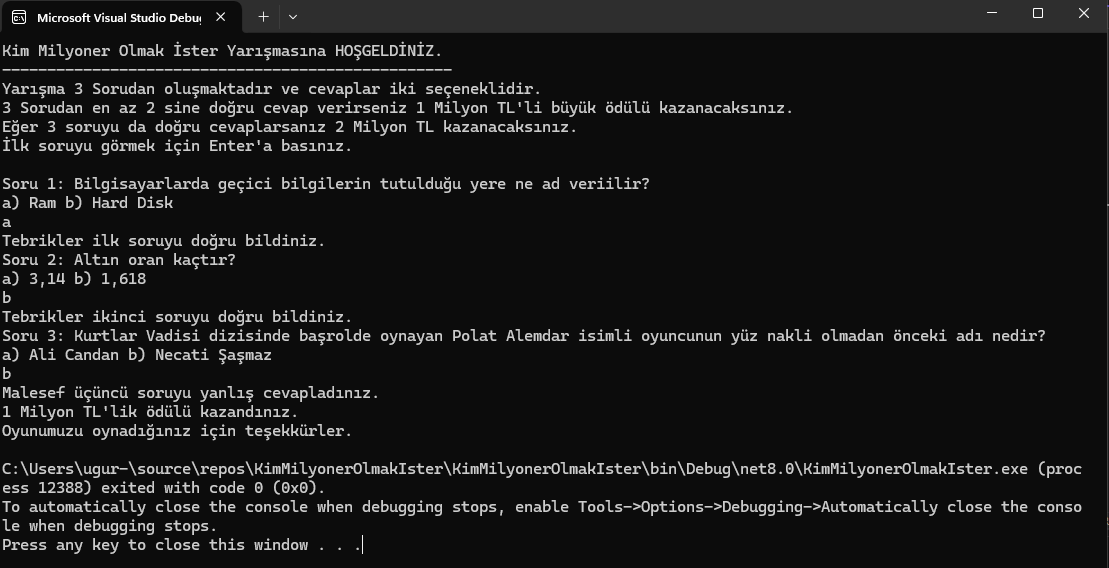 Microsoft Visual Studio Debu
Kim Milyoner Olmak İster Yarışmasına HOŞGELDİNİZ.
--------------------------------------------------
Yarışma 3 Sorudan oluşmaktadır ve cevaplar iki seçeneklidir.
3 Sorudan en az 2 sine doğru cevap verirseniz 1 Milyon TL'li büyük ödülü kazanacaksınız.
Eğer 3 soruyu da doğru cevaplarsanız 2 Milyon TL kazanacaksınız.
İlk soruyu görmek için Enter'a basınız.
Soru 1: Bilgisayarlarda geçici bilgilerin tutulduğu yere ne ad veriilir?
a) Ram b) Hard Disk
a
Tebrikler ilk soruyu doğru bildiniz.
Soru 2: Altın oran kaçtır?
a) 3,14 b) 1,618
b
Tebrikler ikinci soruyu doğru bildiniz.
Soru 3: Kurtlar Vadisi dizisinde başrolde oynayan Polat Alemdar isimli oyuncunun yüz nakli olmadan önceki adı nedir?
a) Ali Candan b) Necati Şaşmaz
b
Malesef üçüncü soruyu yanlış cevapladınız.
1 Milyon TL'lik ödülü kazandınız.
Oyunumuzu oynadığınız için teşekkürler.
C:\Users\ugur-\source\repos\KimMilyonerOlmakIster\KimMilyonerOlmakIster\bin\Debug\net8.0\KimMilyonerOlmakIster.exe (proc
ess 12388) exited with code 0 (0x0).
To automatically close the console when debugging stops, enable Tools->Options->Debugging->Automatically close the conso
le when debugging stops.
Press any key to close this window . . .